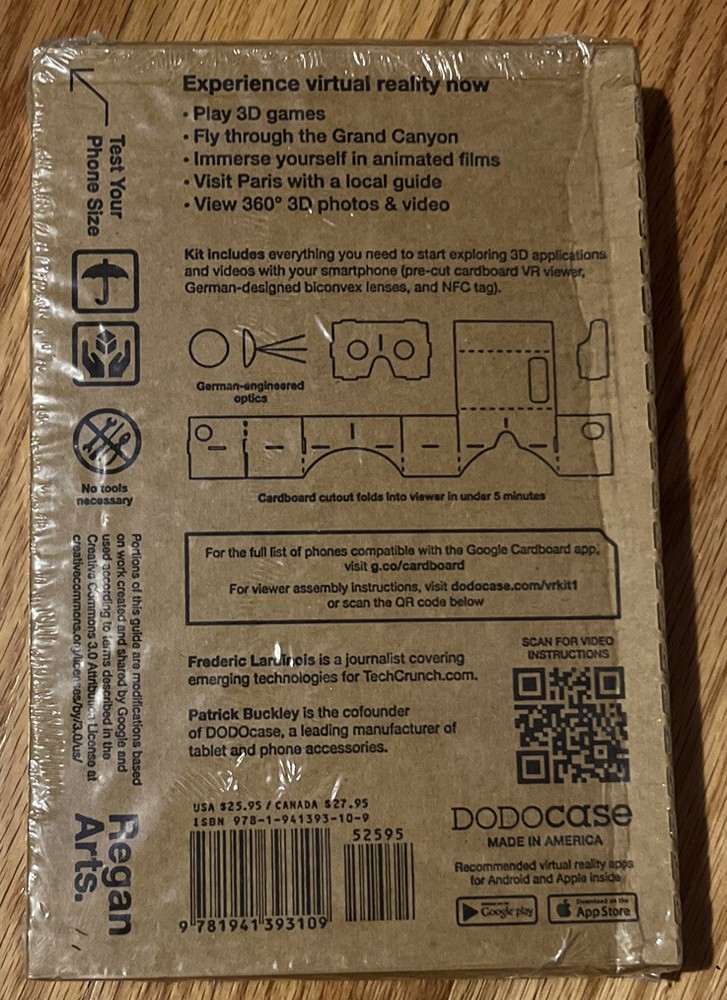 Experience virtual reality now
• Play 3D games
• Fly through the Grand Canyon
• Immerse yourself in animated films
• Visit Paris with a local guide
• View 360° 3D photos & video
Test Your
Phone Size
Kit includes everything you need to start exploring 3D applications
and videos with your smartphone (pre-cut cardboard VR viewer,
German-designed biconvex lenses, and NFC tag).
German-engineered
optics
No tools
necessary
Cardboard cutout folds into viewer in under 5 minutes
For the full list of phones compatible with the Google Cardboard app,
visit g.co/cardboard
For viewer assembly instructions, visit dodocase.com/vrkit1
or scan the QR code below
Portions of this guide are modifications based
on work created and shared by Google and
used according to terms described in the
Creative Commons 3.0 Attribution License at
creativecommons.org/licenses/by/3.0/us/
Frederic Lardinois is a journalist covering
emerging technologies for TechCrunch.com.
Patrick Buckley is the cofounder
of DODOcase, a leading manufacturer of
tablet and phone accessories.
SCAN FOR VIDEO
INSTRUCTIONS
Regan
Arts.
USA $25.95 / CANADA $27.95
ISBN 978-1-941393-10-9
52595
9 781941 393109
DODOcase
MADE IN AMERICA
Recommended virtual reality apps
for Android and Apple inside
Google play
Download on the
App Store